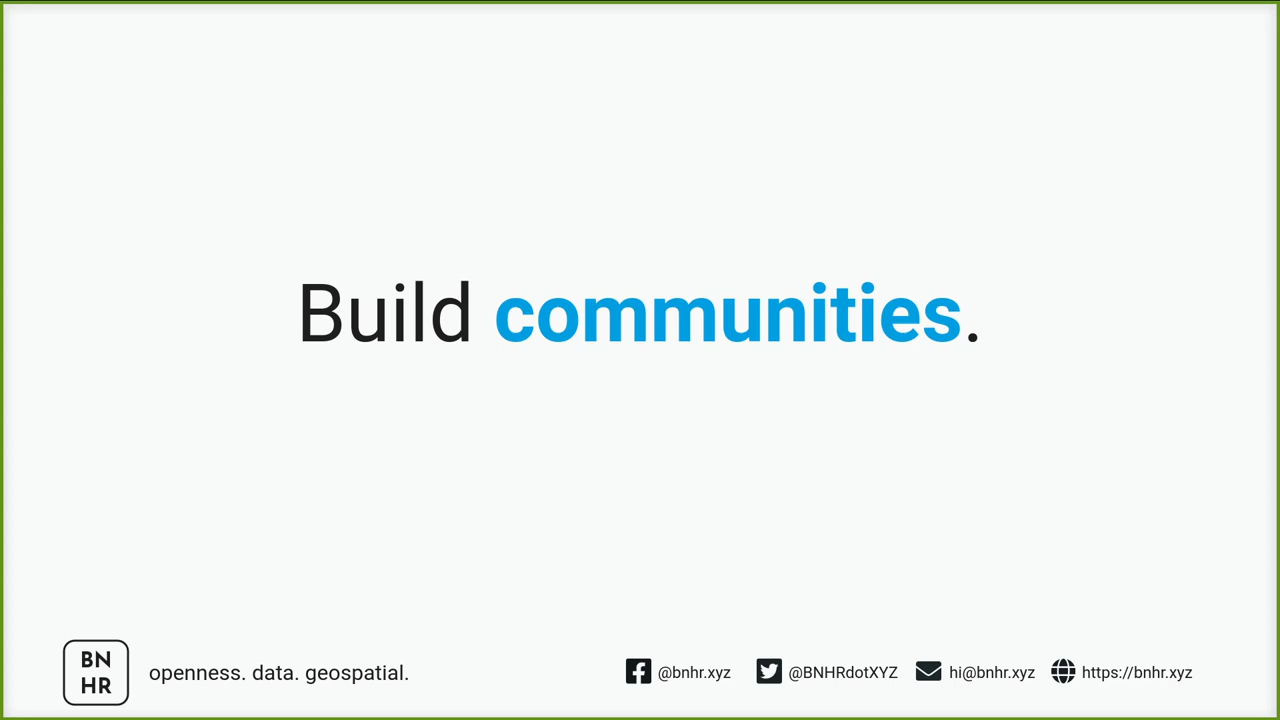 Build communities.
BN
HR
openness. data. geospatial.
@bnhr.xyz @BNHRdotXYZ hi@bnhr.xyz https://bnhr.xyz